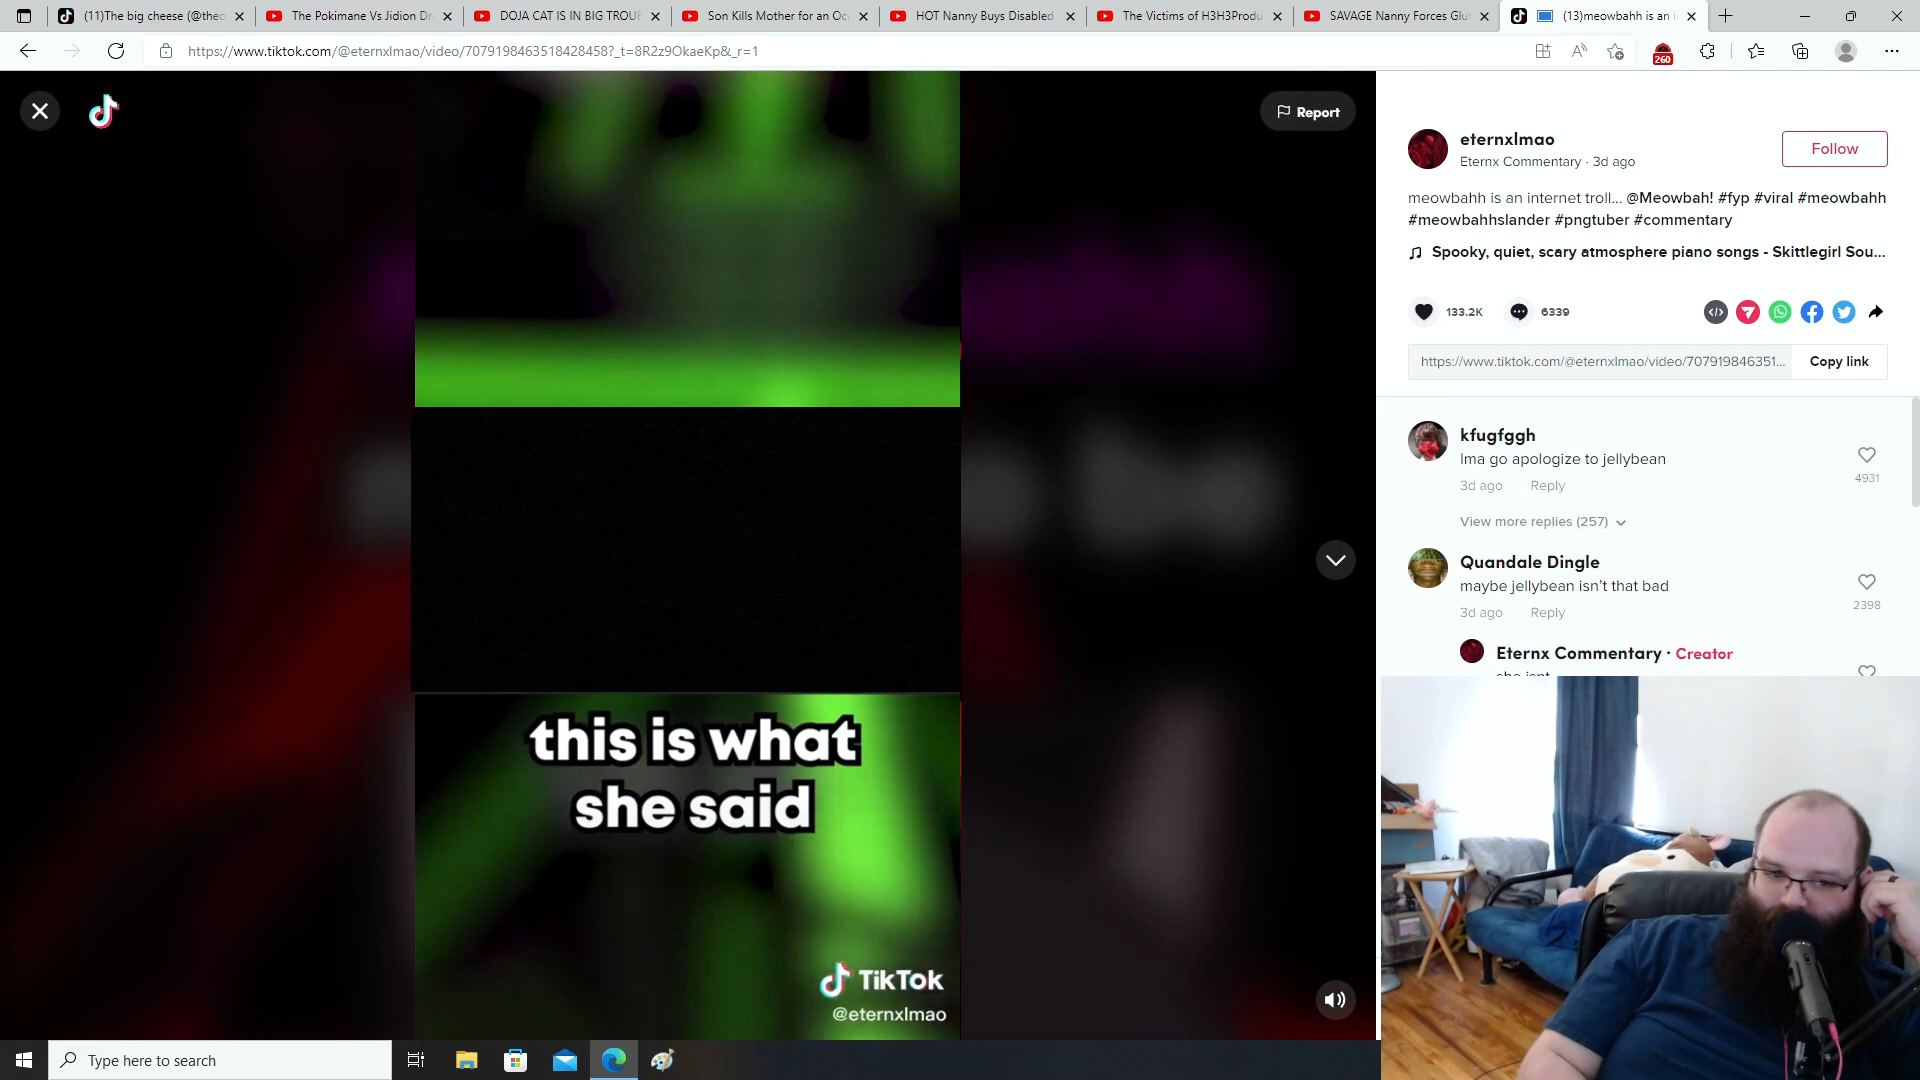 (11)The big cheese (@theo
The Pokimane Vs Jidion Dr
DOJA CAT IS IN BIG TROUE
Son Kills Mother for an Oc
HOT Nanny Buys Disabled
The Victims of H3H3Produ
SAVAGE Nanny Forces Glu
(13)meowbahh is an i
https://www.tiktok.com/@eternxlmao/video/7079198463518428458?_t=8R2z9OkaeKp&_r=1
260
Report
eternxlmao
Eternx Commentary · 3d ago
Follow
meowbahh is an internet troll... @Meowbah! #fyp #viral #meowbahh
#meowbahhslander #pngtuber #commentary
Spooky, quiet, scary atmosphere piano songs - Skittlegirl Sou...
133.2K
6339
https://www.tiktok.com/@eternxlmao/video/707919846351...
Copy link
kfugfggh
Ima go apologize to jellybean
4931
3d ago Reply
View more replies (257)
Quandale Dingle
maybe jellybean isn't that bad
2398
3d ago Reply
Eternx Commentary · Creator
she isnt
this is what
she said
TikTok
@eternxlmao
Type here to search